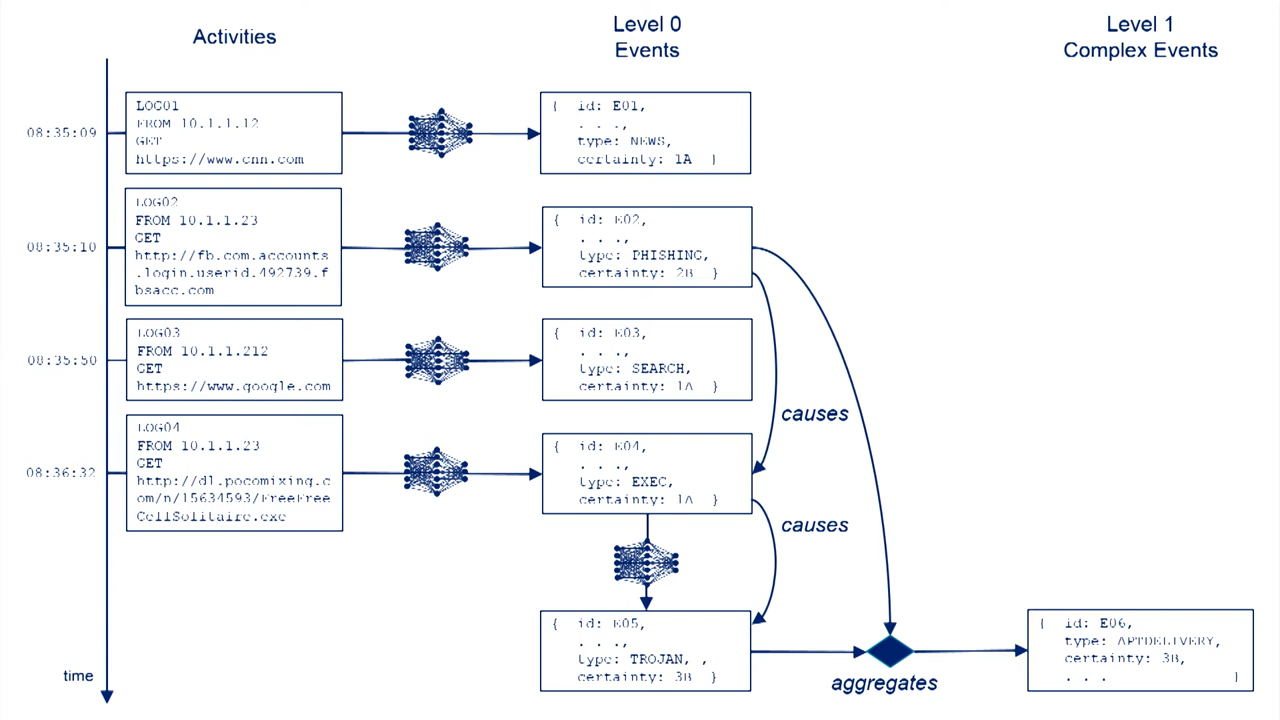 Activities
Level 0
Events
Level 1
Complex Events
08:35:09
LOG01
FROM 10.1.1.12
GET
https://www.cnn.com
{ id: E01,
. . .,
type: NEWS,
certainty: 1A }
08:35:10
LOG02
FROM 10.1.1.23
GET
http://fb.com.accounts
.login.userid.492739.f
bsacc.com
{ id: E02,
. . .,
type: PHISHING,
certainty: 2B }
08:35:50
LOG03
FROM 10.1.1.212
GET
https://www.google.com
{ id: E03,
. . .,
type: SEARCH,
certainty: 1A }
causes
08:36:32
LOG04
FROM 10.1.1.23
GET
http://dl.pocomixing.c
om/n/15634593/FreeFree
CellSolitaire.exe
{ id: E04,
. . .,
type: EXEC,
certainty: 1A }
causes
{ id: E05,
. . .,
type: TROJAN, ,
certainty: 3B }
aggregates
{ id: E06,
type: APTDELIVERY,
certainty: 3B,
. . . }
time